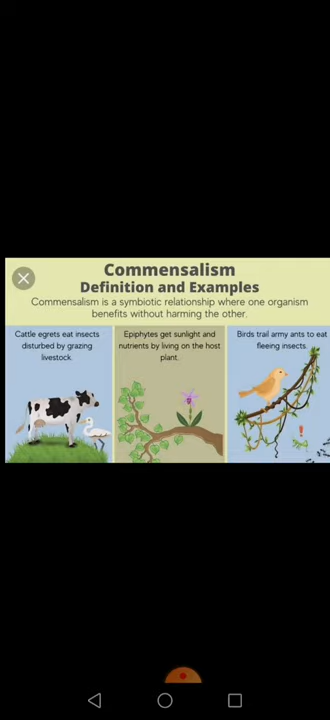 Commensalism
Definition and Examples
Commensalism is a symbiotic relationship where one organism
benefits without harming the other.
Cattle egrets eat insects
disturbed by grazing
livestock.
Epiphytes get sunlight and
nutrients by living on the host
plant.
Birds trail army ants to eat
fleeing insects.